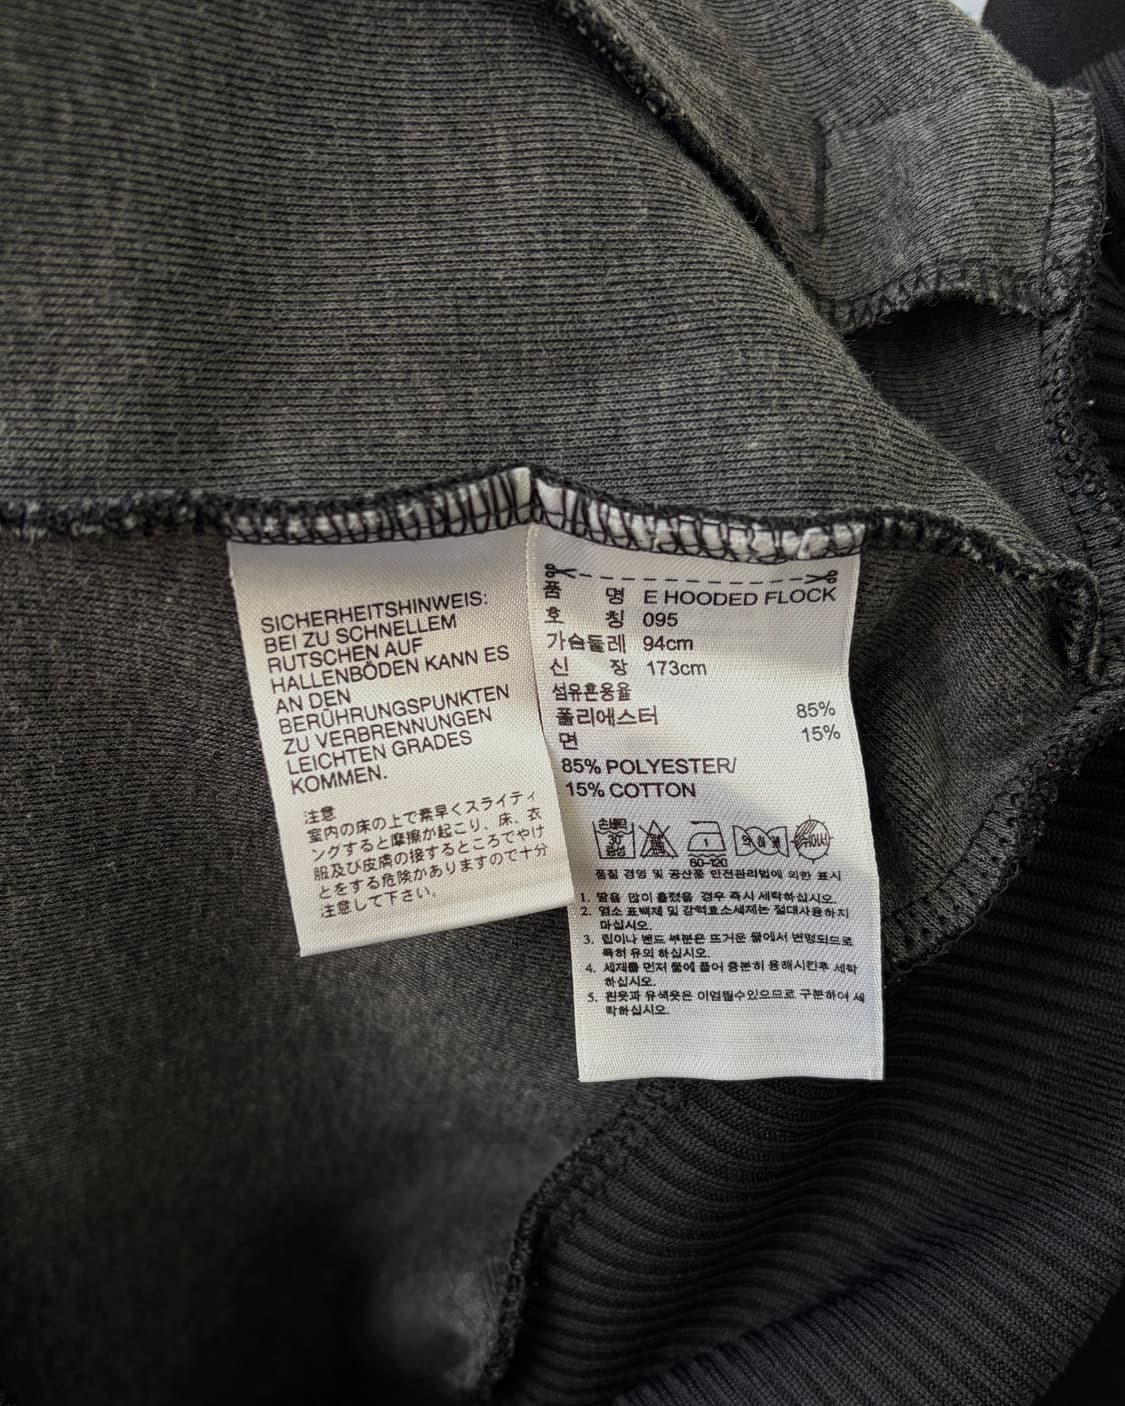 SICHERHEITSHINWEIS:
BEI ZU SCHNELLEM
RUTSCHEN AUF
HALLENBÖDEN KANN ES
AN DEN
BERÜHRUNGSPUNKTEN
ZU VERBRENNUNGEN
LEICHTEN GRADES
KOMMEN.
注意
室内の床の上で素早くスライディ
ングすると摩擦が起こり、床、衣
服及び皮膚の接するところでやけ
どをする危険がありますので十分
注意して下さい。
품 명 E HOODED FLOCK
호 칭 095
가슴둘레 94cm
신 장 173cm
섬유혼용율
폴리에스터 85%
면 15%
85% POLYESTER/
15% COTTON
손세탁
30°
중성
80-120
품질 경영 및 공산품 안전관리법에 의한 표시
1. 땀을 많이 흘렸을 경우 즉시 세탁하십시오.
2. 염소 표백제 및 강력효소세제는 절대사용하지
마십시오.
3. 립이나 밴드 부분은 뜨거운 물에서 변형되므로
특히 유의 하십시오.
4. 세제를 먼저 물에 풀어 충분히 용해시킨후 세탁
하십시오.
5. 흰옷과 유색옷은 이염될수있으므로 구분하여 세
탁하십시오.